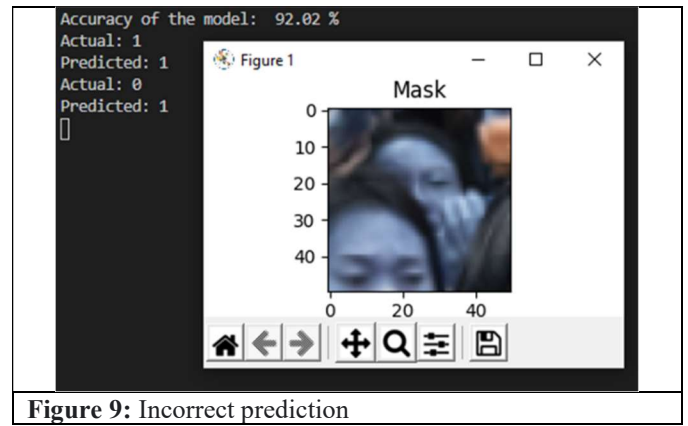 Accuracy of the model:  92.02 %
Actual: 1
Predicted: 1
Actual: 0
Predicted: 1
Figure 1
Mask
0
10
20
30
40
0 20 40
Figure 9: Incorrect prediction